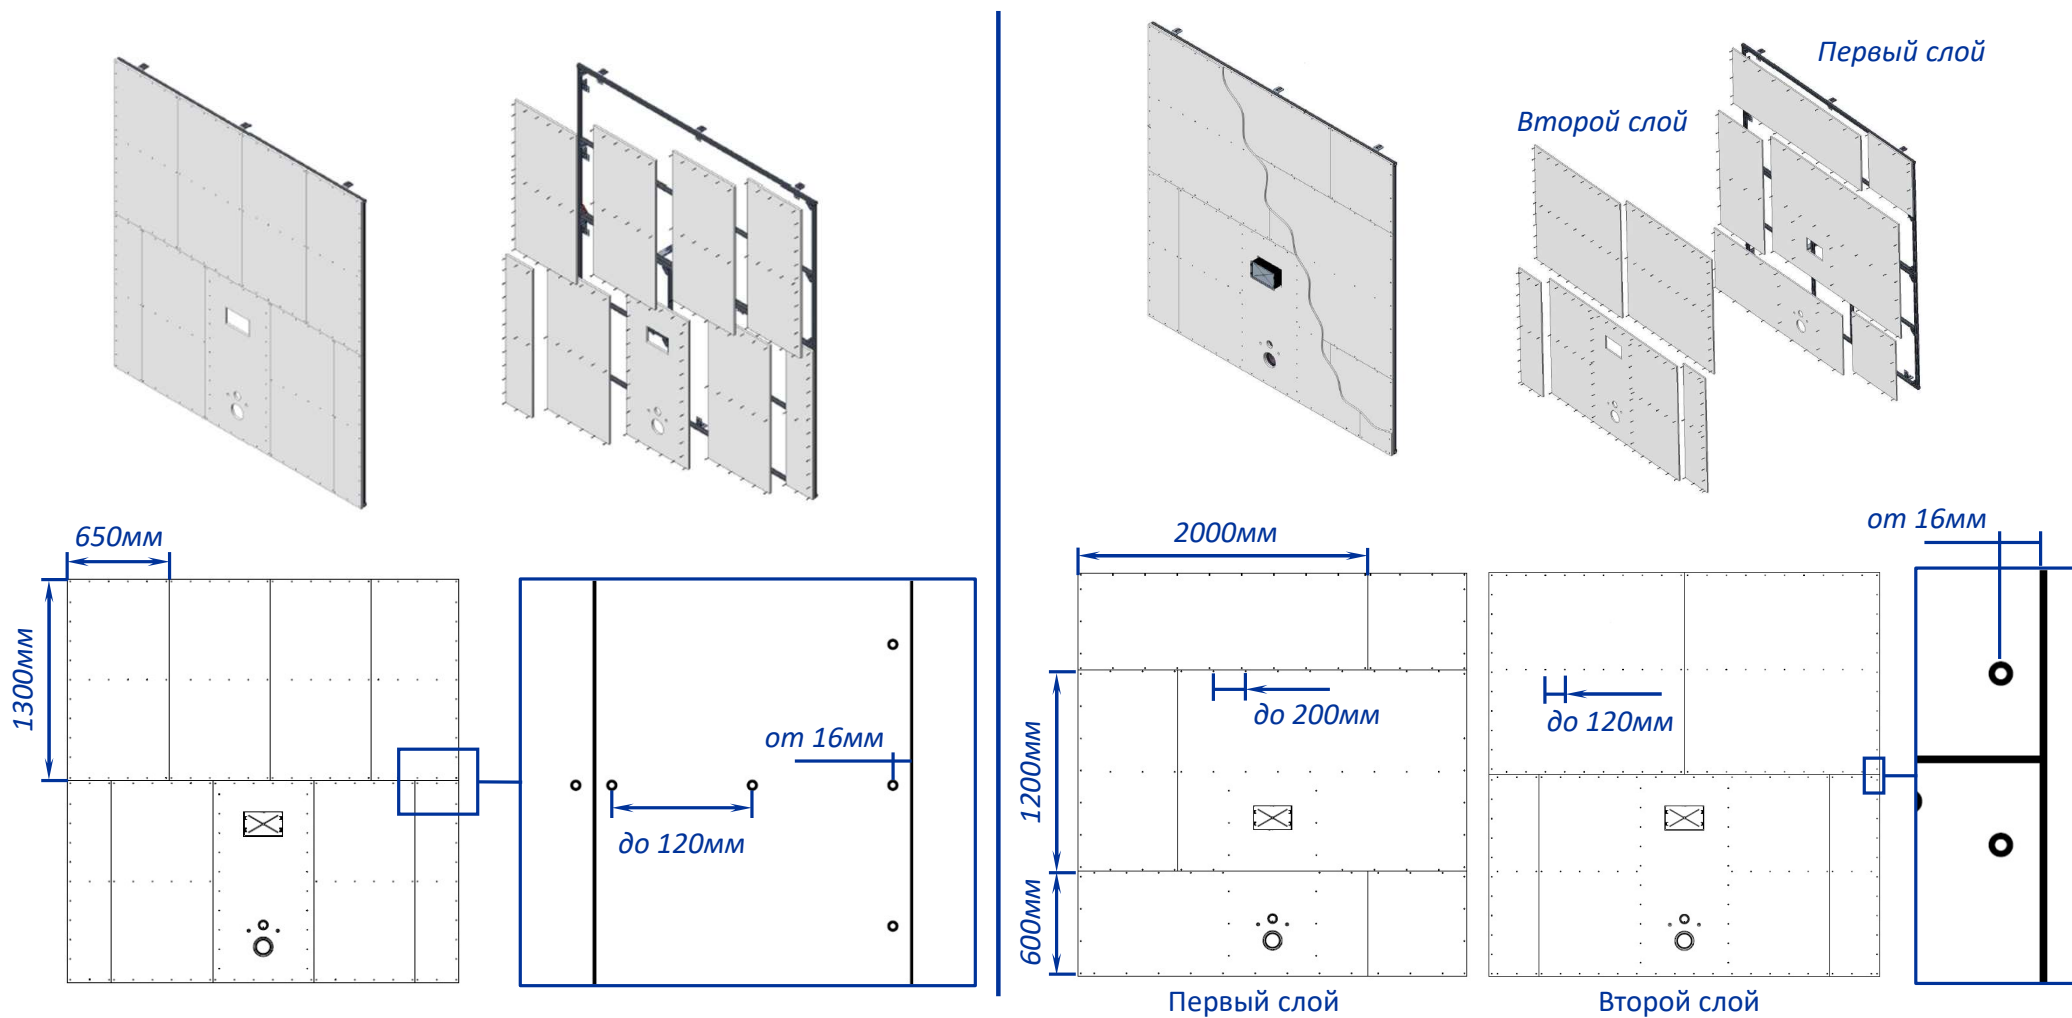 Первый слой
Второй слой
650мм
1300мм
от 16мм
до 120мм
2000мм
от 16мм
до 200мм
до 120мм
1200мм
600мм
Первый слой
Второй слой